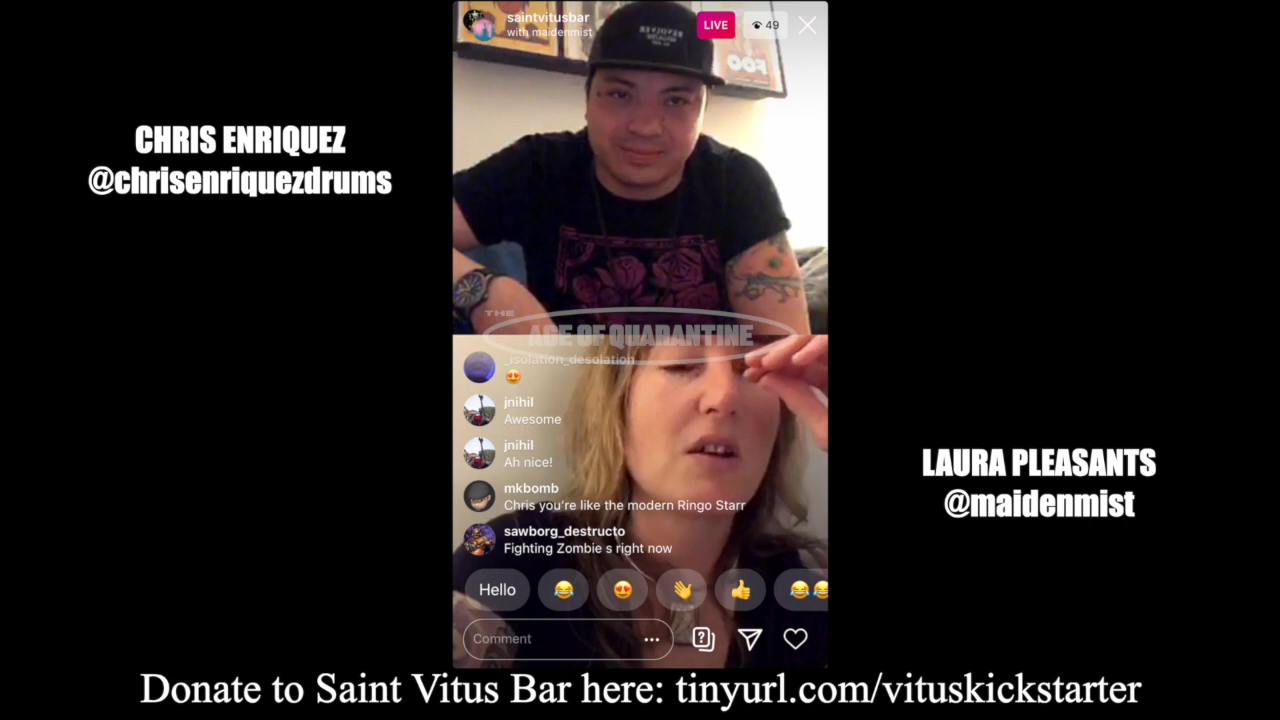 saintvitusbar
with maidenmist
LIVE
49
REVOLVER
FOO
CHRIS ENRIQUEZ
@chrisenriquezdrums
THE
AGE OF QUARANTINE
_isolation_desolation
😍
jnihil
Awesome
jnihil
Ah nice!
mkbomb
Chris you're like the modern Ringo Starr
sawborg_destructo
Fighting Zombie s right now
LAURA PLEASANTS
@maidenmist
Hello 😂 😍 👋 👍 😂😂
Comment
Donate to Saint Vitus Bar here: tinyurl.com/vituskickstarter